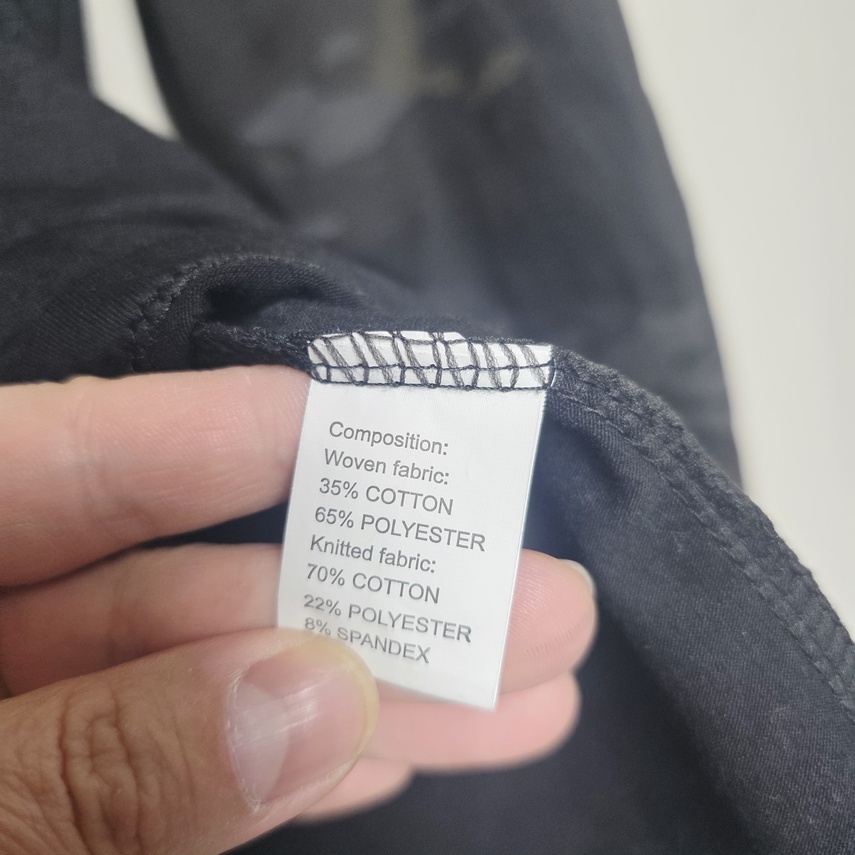 Composition:
Woven fabric:
35% COTTON
65% POLYESTER
Knitted fabric:
70% COTTON
22% POLYESTER
8% SPANDEX